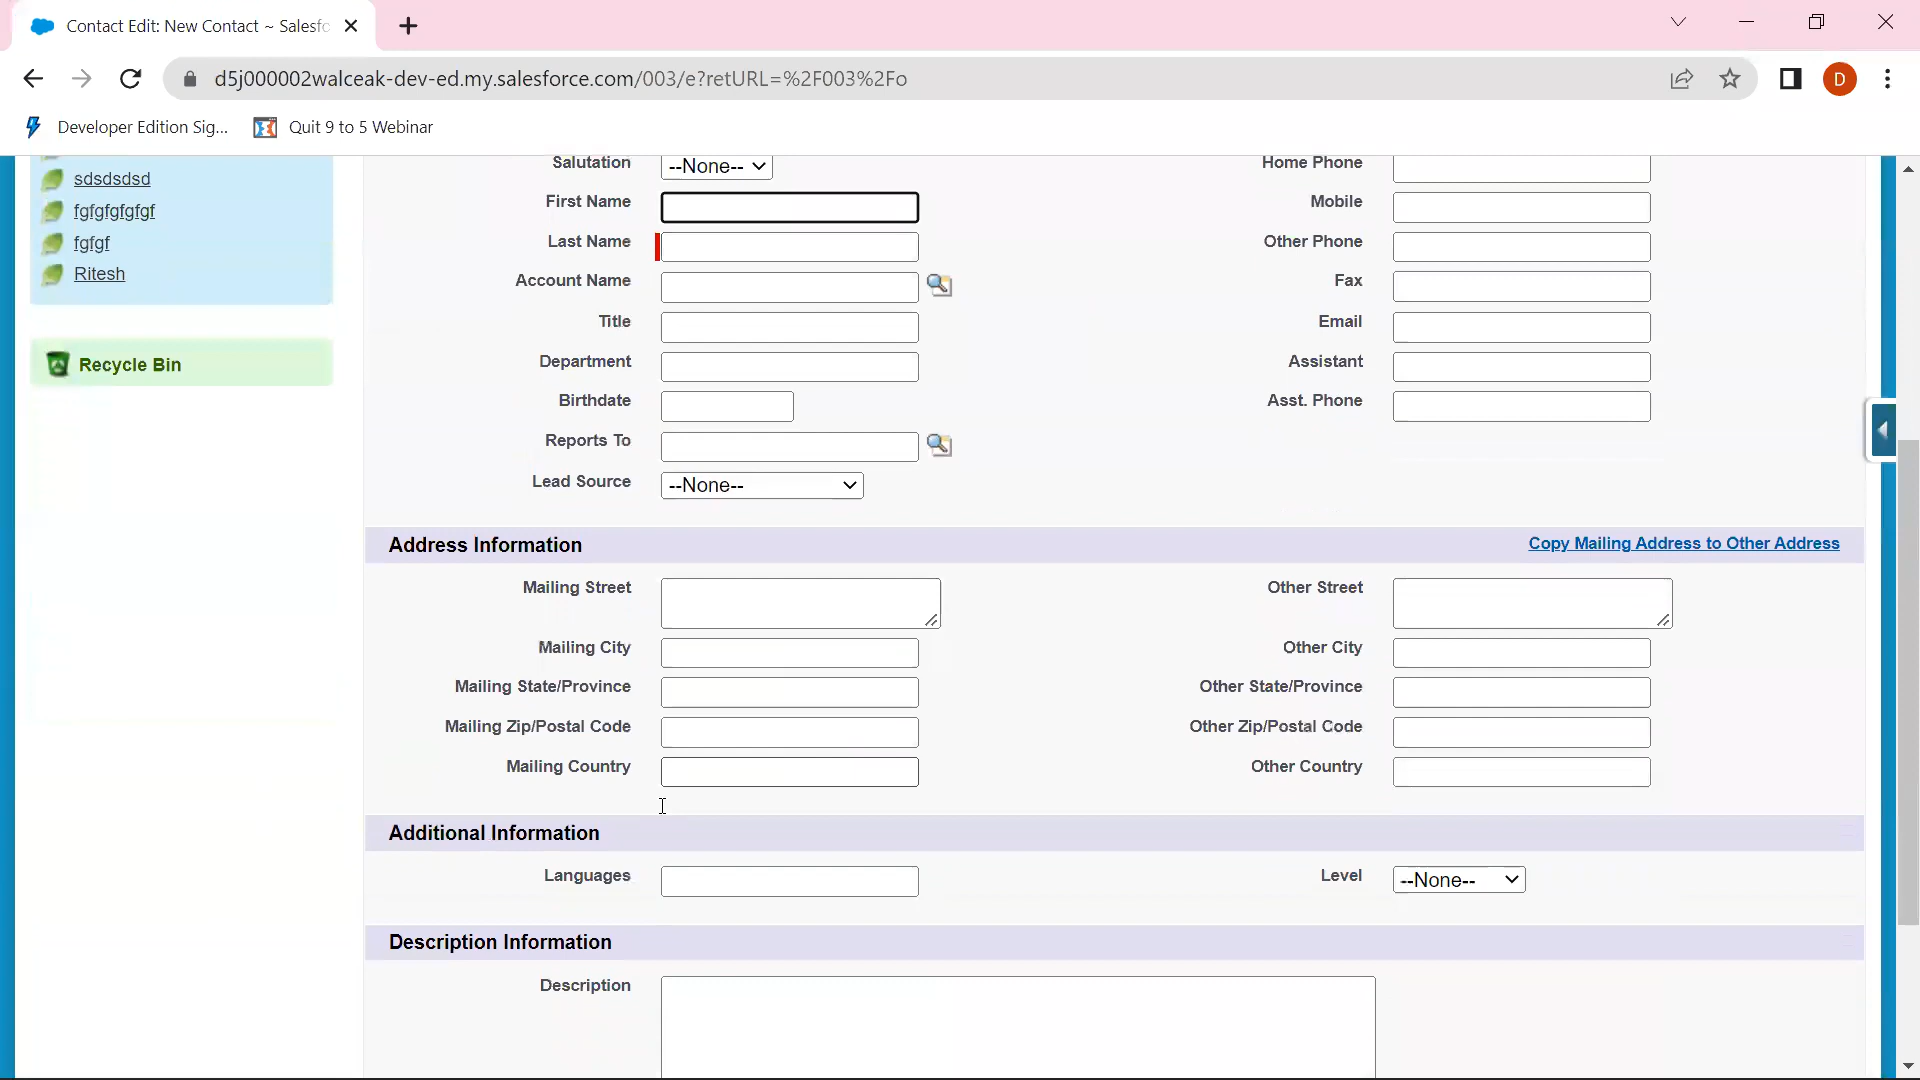 Contact Edit: New Contact ~ Salesfo
d5j000002walceak-dev-ed.my.salesforce.com/003/e?retURL=%2F003%2Fo
D
Developer Edition Sig...
Quit 9 to 5 Webinar
sdsdsdsd
fgfgfgfgfgf
fgfgf
Ritesh
Recycle Bin
Salutation --None-- Home Phone
First Name Mobile
Last Name Other Phone
Account Name Fax
Title Email
Department Assistant
Birthdate Asst. Phone
Reports To
Lead Source --None--
Address Information Copy Mailing Address to Other Address
Mailing Street Other Street
Mailing City Other City
Mailing State/Province Other State/Province
Mailing Zip/Postal Code Other Zip/Postal Code
Mailing Country Other Country
Additional Information
Languages Level --None--
Description Information
Description